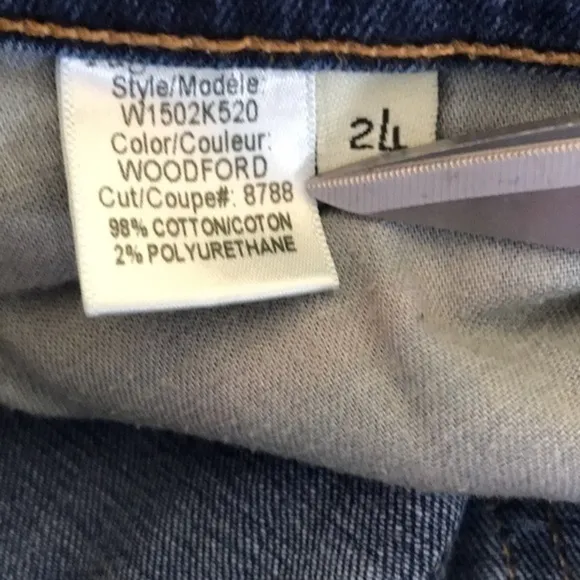 Style/Modèle:
W1502K520
Color/Couleur:
WOODFORD
Cut/Coupe#: 8788
98% COTTON/COTON
2% POLYURETHANE
24